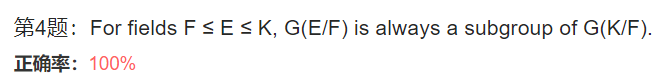 第4题：For fields F ≤ E ≤ K, G(E/F) is always a subgroup of G(K/F).
正确率：100%